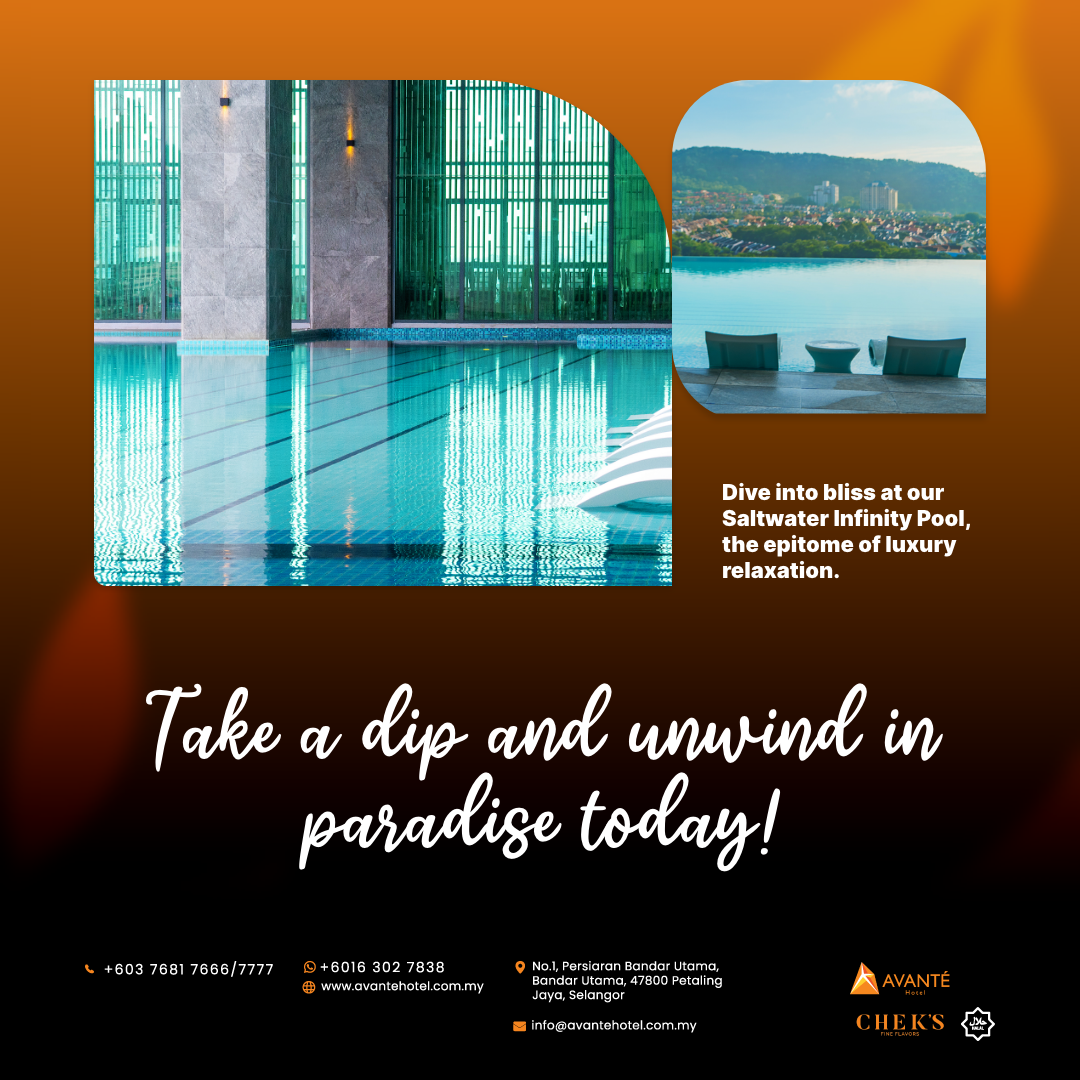 Dive into bliss at our
Saltwater Infinity Pool,
the epitome of luxury
relaxation.
Take a dip and unwind in
paradise today!
+603 7681 7666/7777
+6016 302 7838
www.avantehotel.com.my
No.1, Persiaran Bandar Utama,
Bandar Utama, 47800 Petaling
Jaya, Selangor
info@avantehotel.com.my
AVANTÉ
Hotel
CHEK'S
FINE FLAVORS
حلال
HALAL